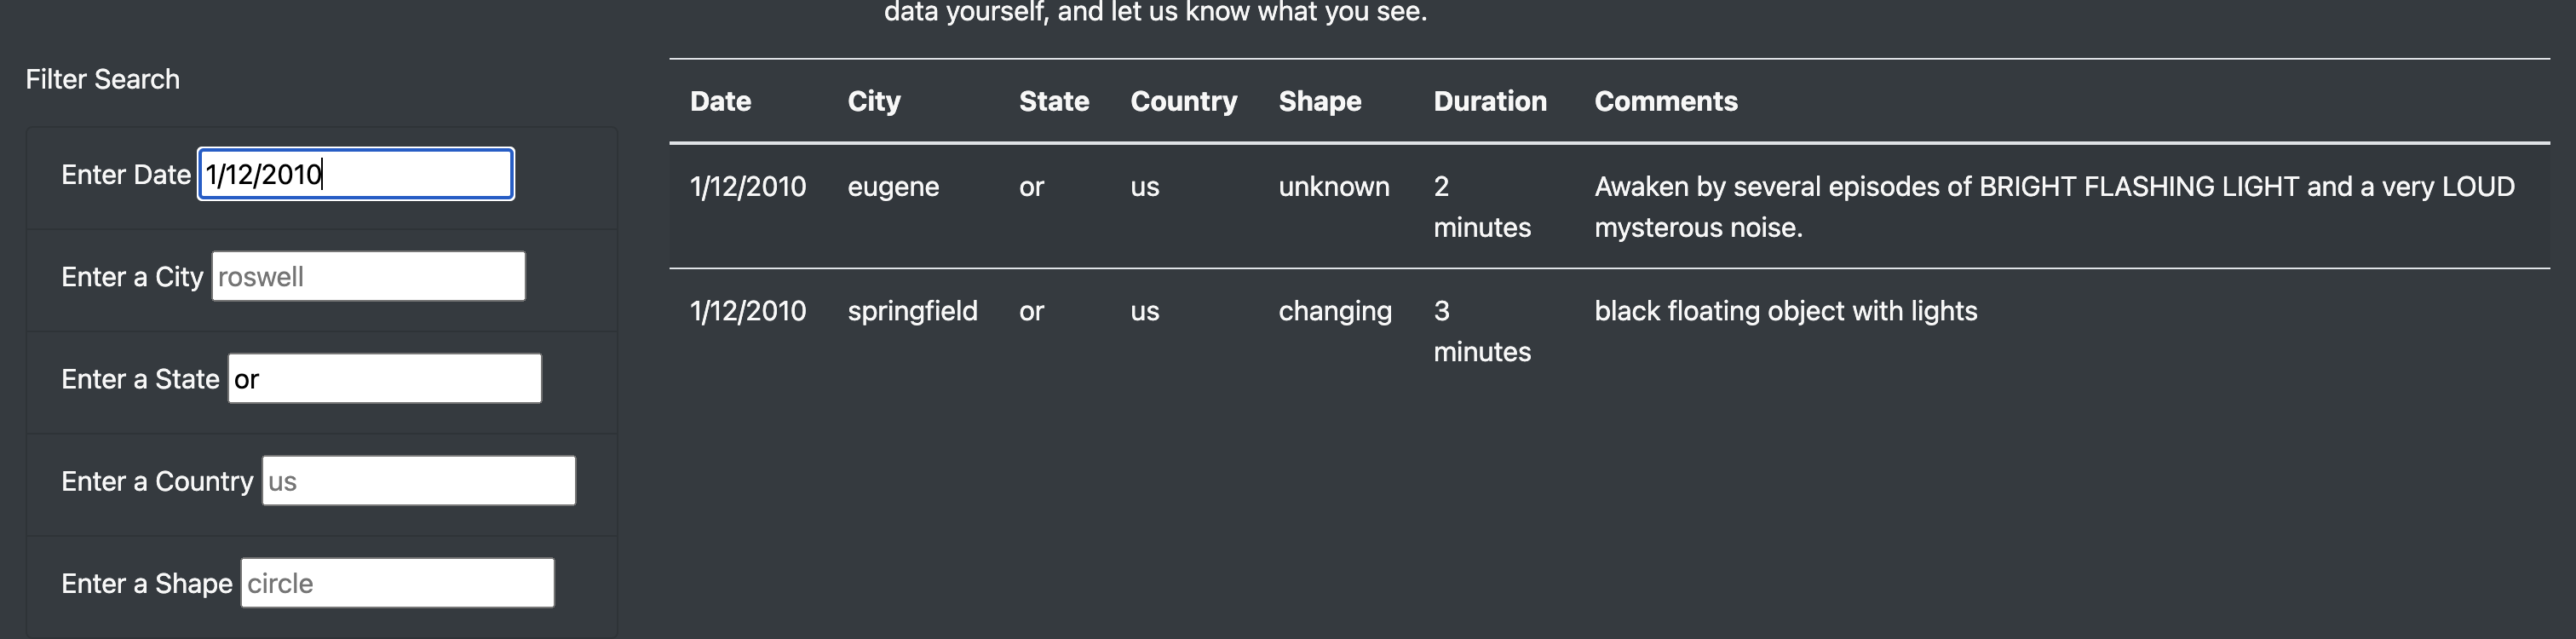 data yourself, and let us know what you see.
Filter Search
Enter Date 1/12/2010
Enter a City roswell
Enter a State or
Enter a Country us
Enter a Shape circle
Date City State Country Shape Duration Comments
1/12/2010 eugene or us unknown 2 Awaken by several episodes of BRIGHT FLASHING LIGHT and a very LOUD
minutes mysterous noise.
1/12/2010 springfield or us changing 3 black floating object with lights
minutes